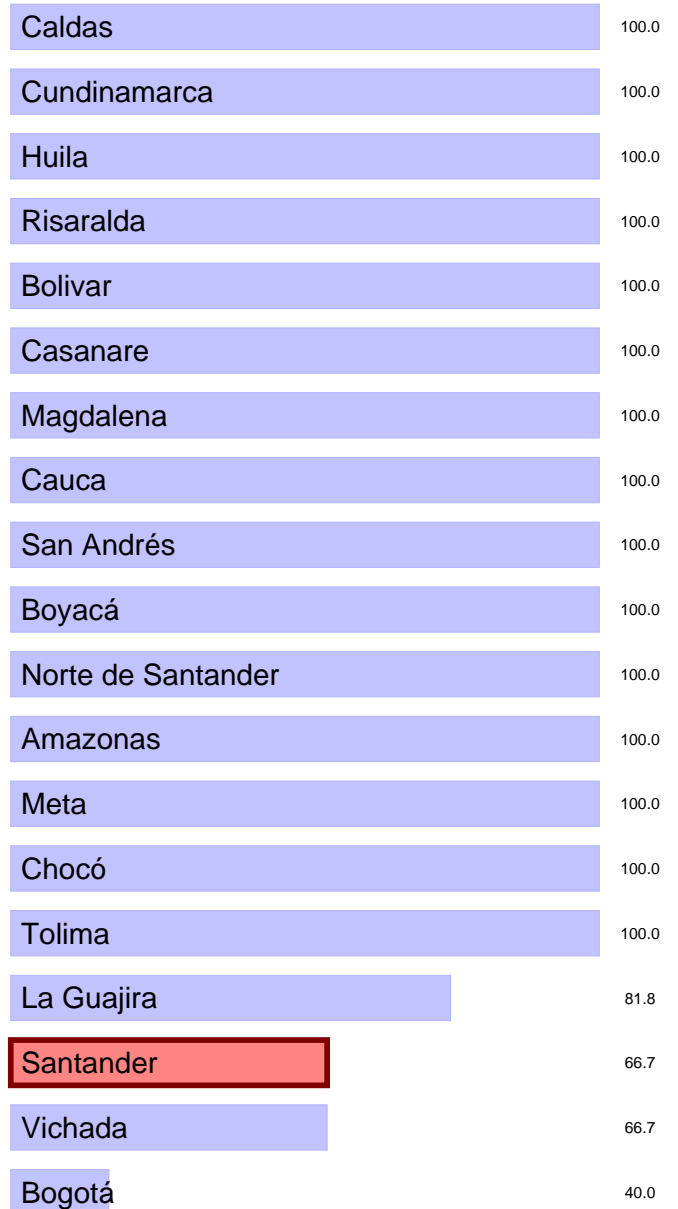 Caldas 100.0
Cundinamarca 100.0
Huila 100.0
Risaralda 100.0
Bolivar 100.0
Casanare 100.0
Magdalena 100.0
Cauca 100.0
San Andrés 100.0
Boyacá 100.0
Norte de Santander 100.0
Amazonas 100.0
Meta 100.0
Chocó 100.0
Tolima 100.0
La Guajira 81.8
Santander 66.7
Vichada 66.7
Bogotá 40.0